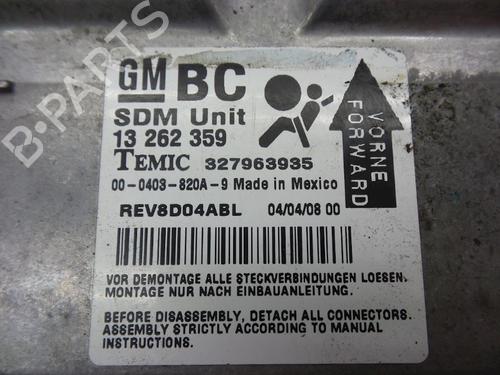 GM BC
SDM Unit
13 262 359
TEMIC 327963935
00-0403-820A-9 Made in Mexico
REV8D04ABL 04/04/08 00
VORNE
FORWARD
VOR DEMONTAGE ALLE STECKVERBINDUNGEN LOESEN.
MONTAGE NUR NACH EINBAUANLEITUNG.
BEFORE DISASSEMBLY, DETACH ALL CONNECTORS.
ASSEMBLY STRICTLY ACCORDING TO MANUAL
INSTRUCTIONS.
B-PARTS